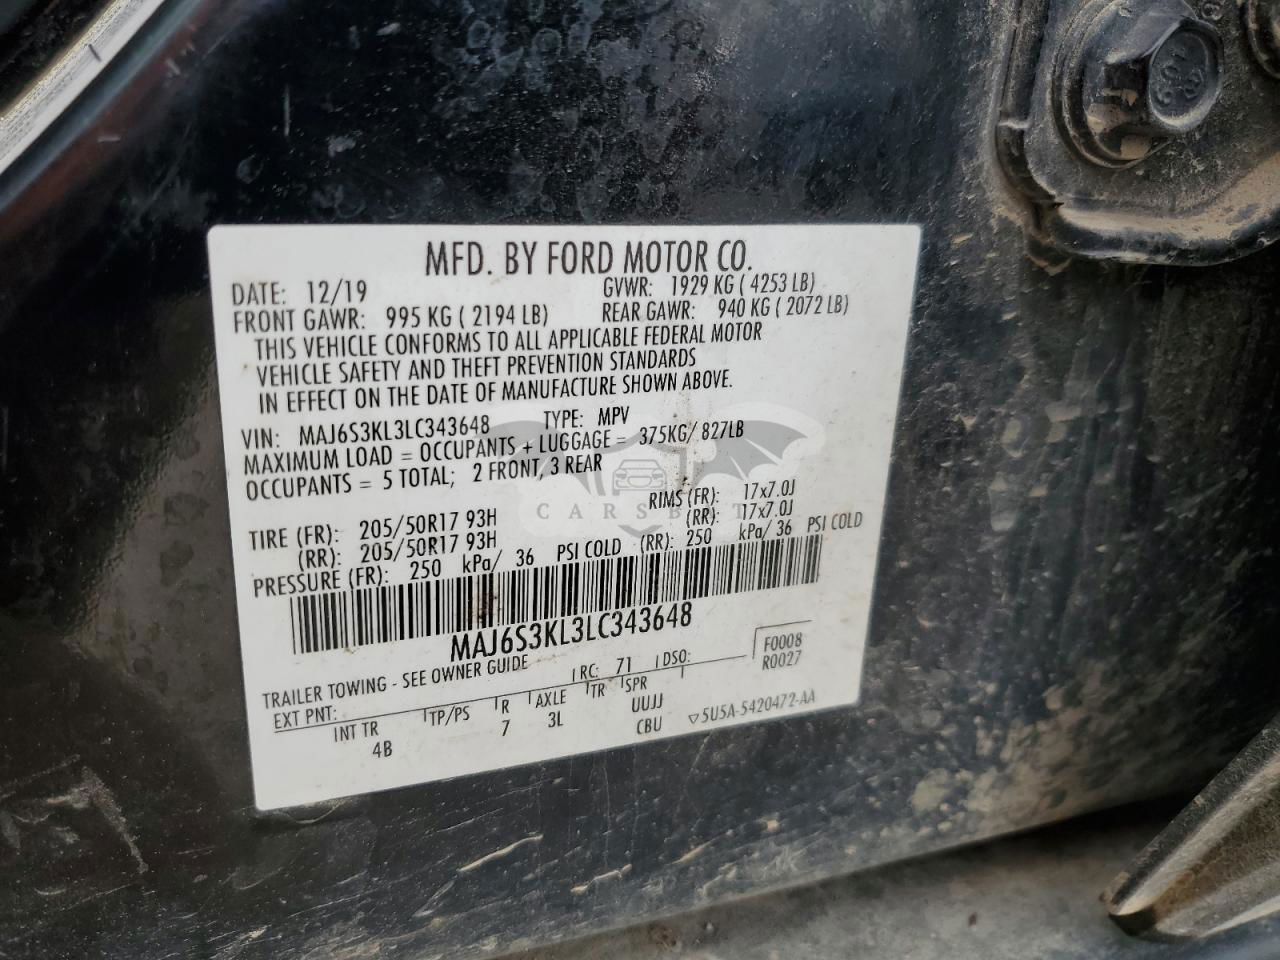 MFD. BY FORD MOTOR CO.
DATE: 12/19 GVWR: 1929 KG ( 4253 LB)
FRONT GAWR: 995 KG ( 2194 LB) REAR GAWR: 940 KG ( 2072 LB)
THIS VEHICLE CONFORMS TO ALL APPLICABLE FEDERAL MOTOR
VEHICLE SAFETY AND THEFT PREVENTION STANDARDS
IN EFFECT ON THE DATE OF MANUFACTURE SHOWN ABOVE.
VIN: MAJ6S3KL3LC343648 TYPE: MPV
MAXIMUM LOAD = OCCUPANTS + LUGGAGE = 375KG/ 827LB
OCCUPANTS = 5 TOTAL; 2 FRONT, 3 REAR
RIMS (FR): 17x7.0J
TIRE (FR): 205/50R17 93H (RR): 17x7.0J
(RR): 205/50R17 93H
PRESSURE (FR): 250 kPa/ 36 PSI COLD (RR): 250 kPa/ 36 PSI COLD
MAJ6S3KL3LC343648
TRAILER TOWING - SEE OWNER GUIDE
F0008
R0027
EXT PNT: RC: 71 DSO:
INT TR TP/PS R AXLE TR SPR
4B 7 3L UUJJ
CBU 5U5A-5420472-AA